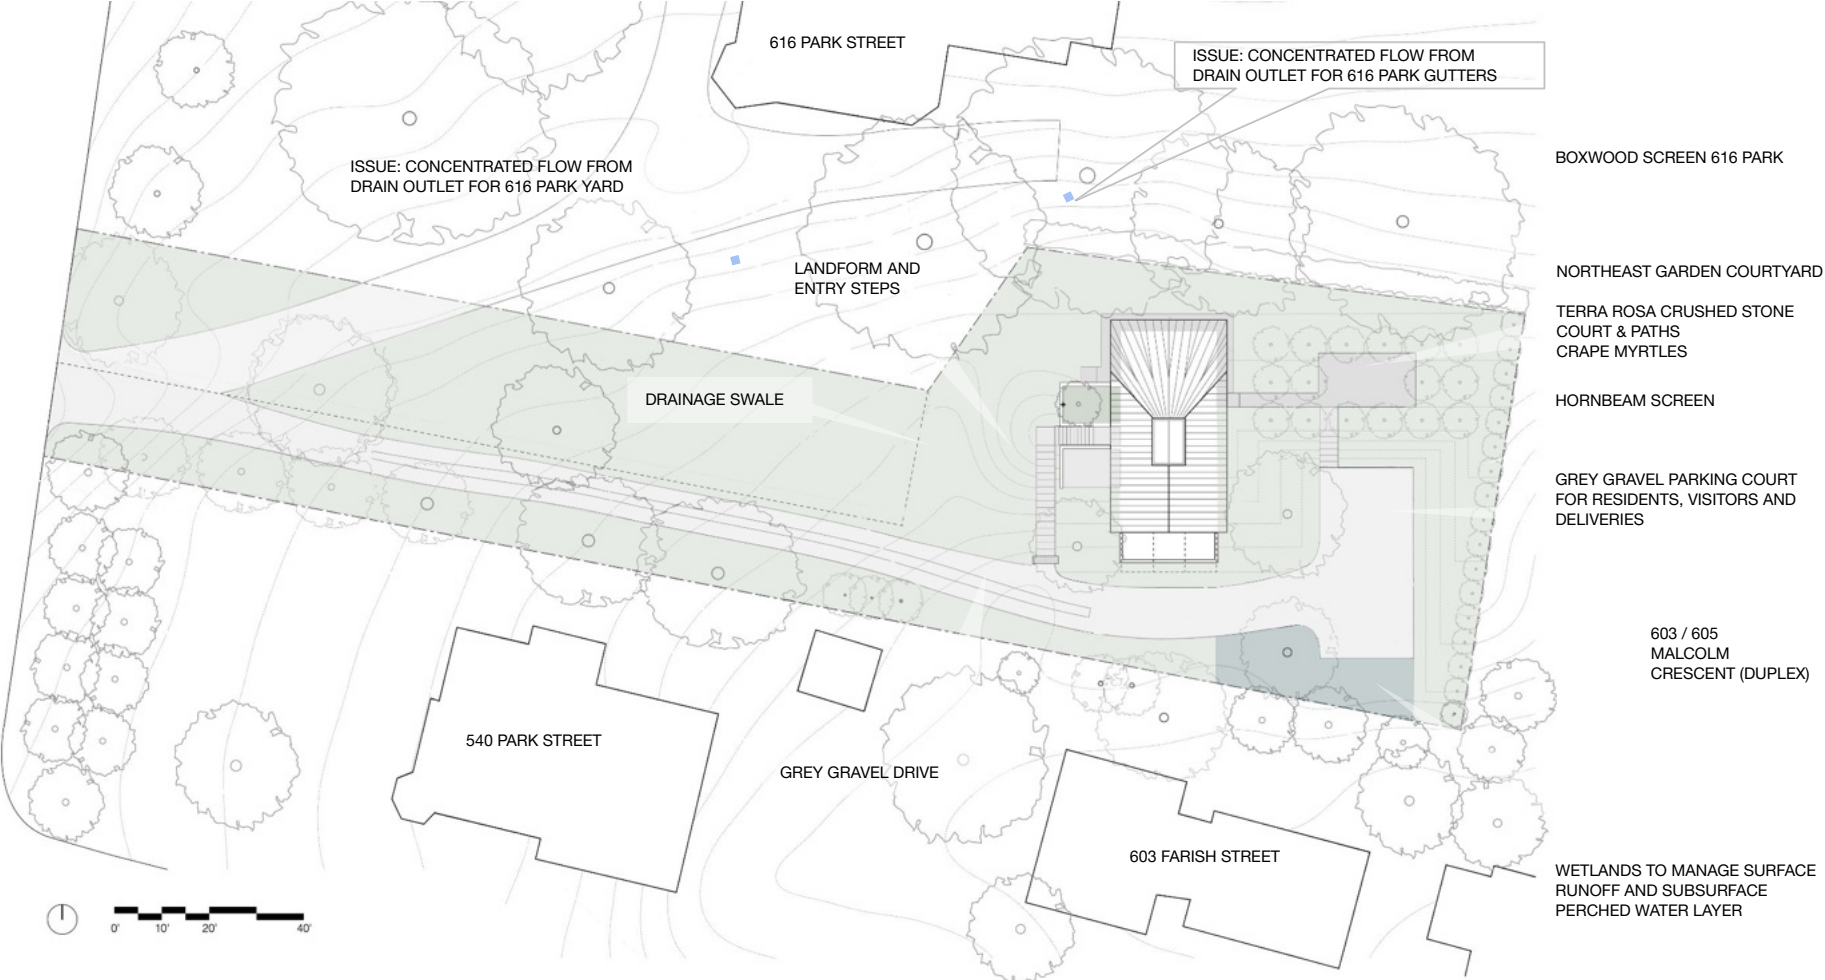 616 PARK STREET
ISSUE: CONCENTRATED FLOW FROM
DRAIN OUTLET FOR 616 PARK GUTTERS
ISSUE: CONCENTRATED FLOW FROM
DRAIN OUTLET FOR 616 PARK YARD
BOXWOOD SCREEN 616 PARK
LANDFORM AND
ENTRY STEPS
NORTHEAST GARDEN COURTYARD
TERRA ROSA CRUSHED STONE
COURT & PATHS
CRAPE MYRTLES
DRAINAGE SWALE
HORNBEAM SCREEN
GREY GRAVEL PARKING COURT
FOR RESIDENTS, VISITORS AND
DELIVERIES
603 / 605
MALCOLM
CRESCENT (DUPLEX)
540 PARK STREET
GREY GRAVEL DRIVE
603 FARISH STREET
WETLANDS TO MANAGE SURFACE
RUNOFF AND SUBSURFACE
PERCHED WATER LAYER
0' 10' 20' 40'